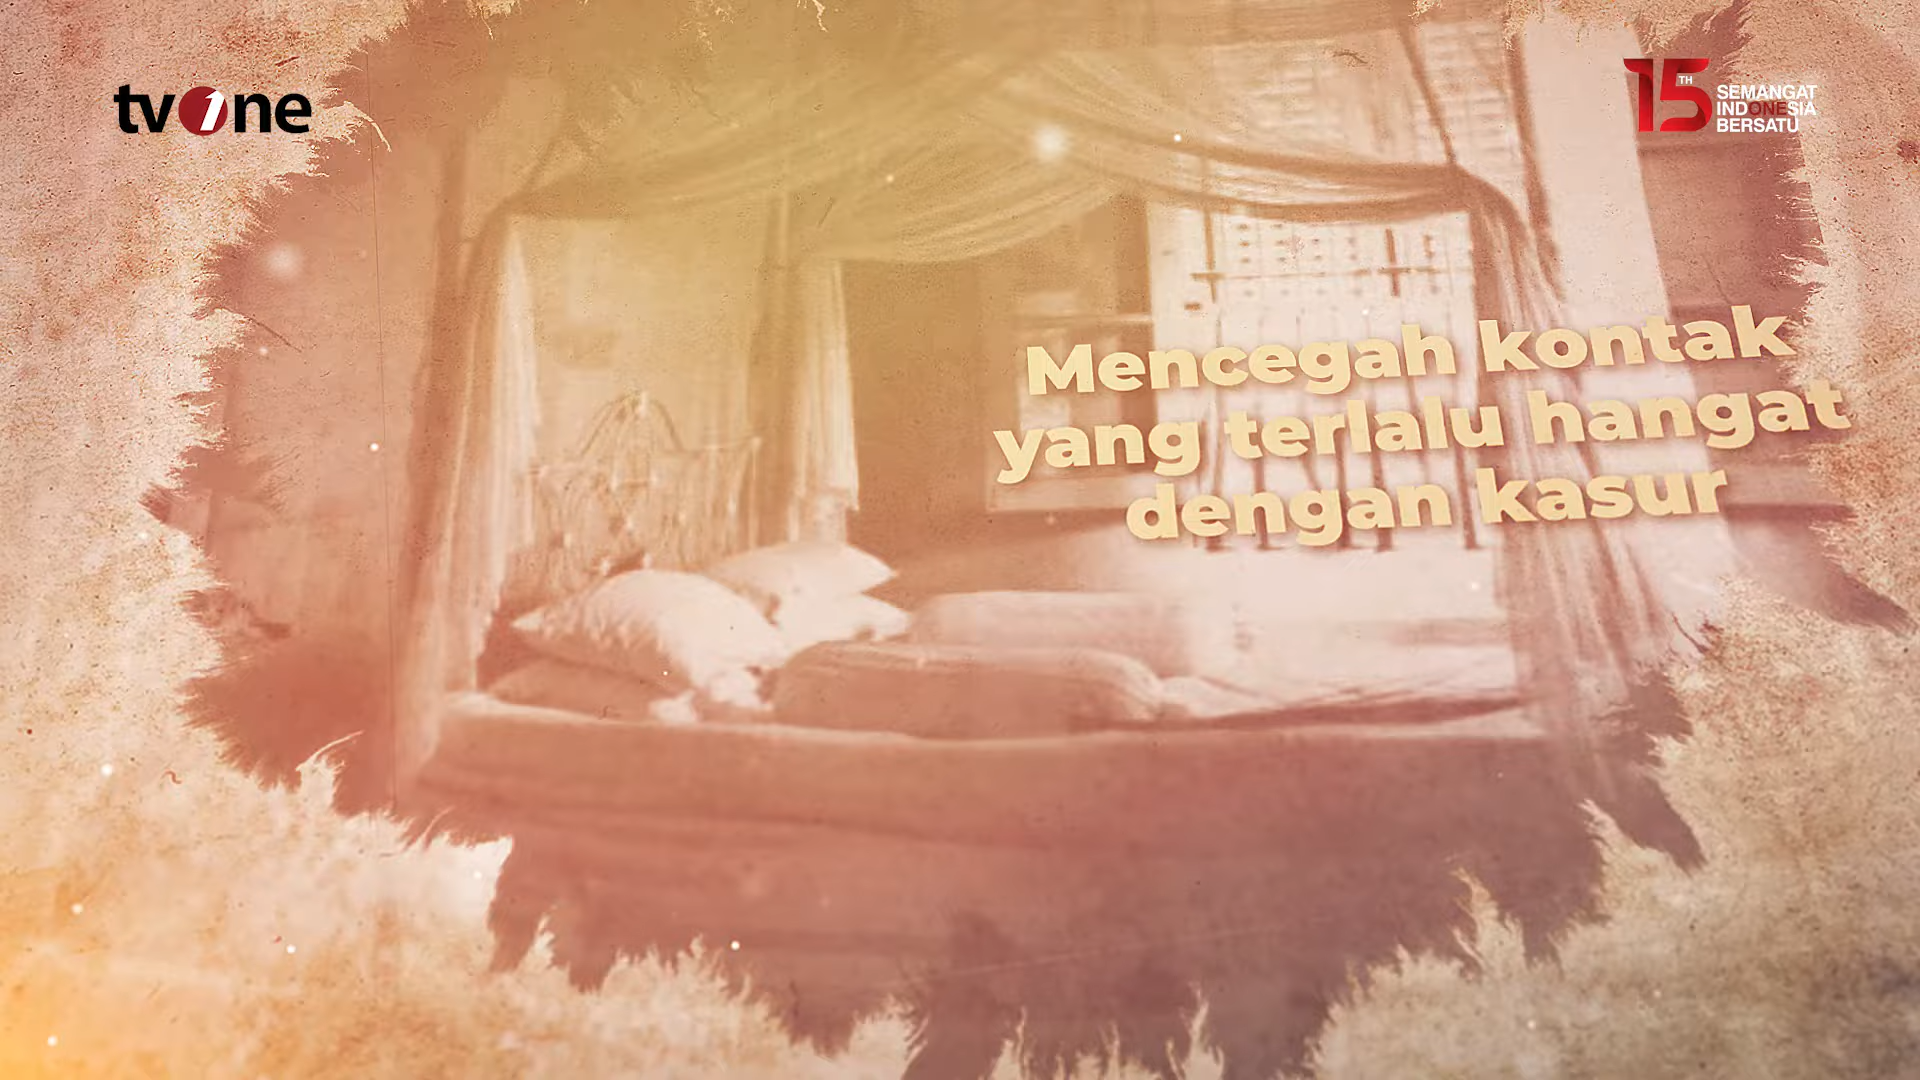 tvOne
15TH
SEMANGAT
INDONESIA
BERSATU
Mencegah kontak
yang terlalu hangat
dengan kasur